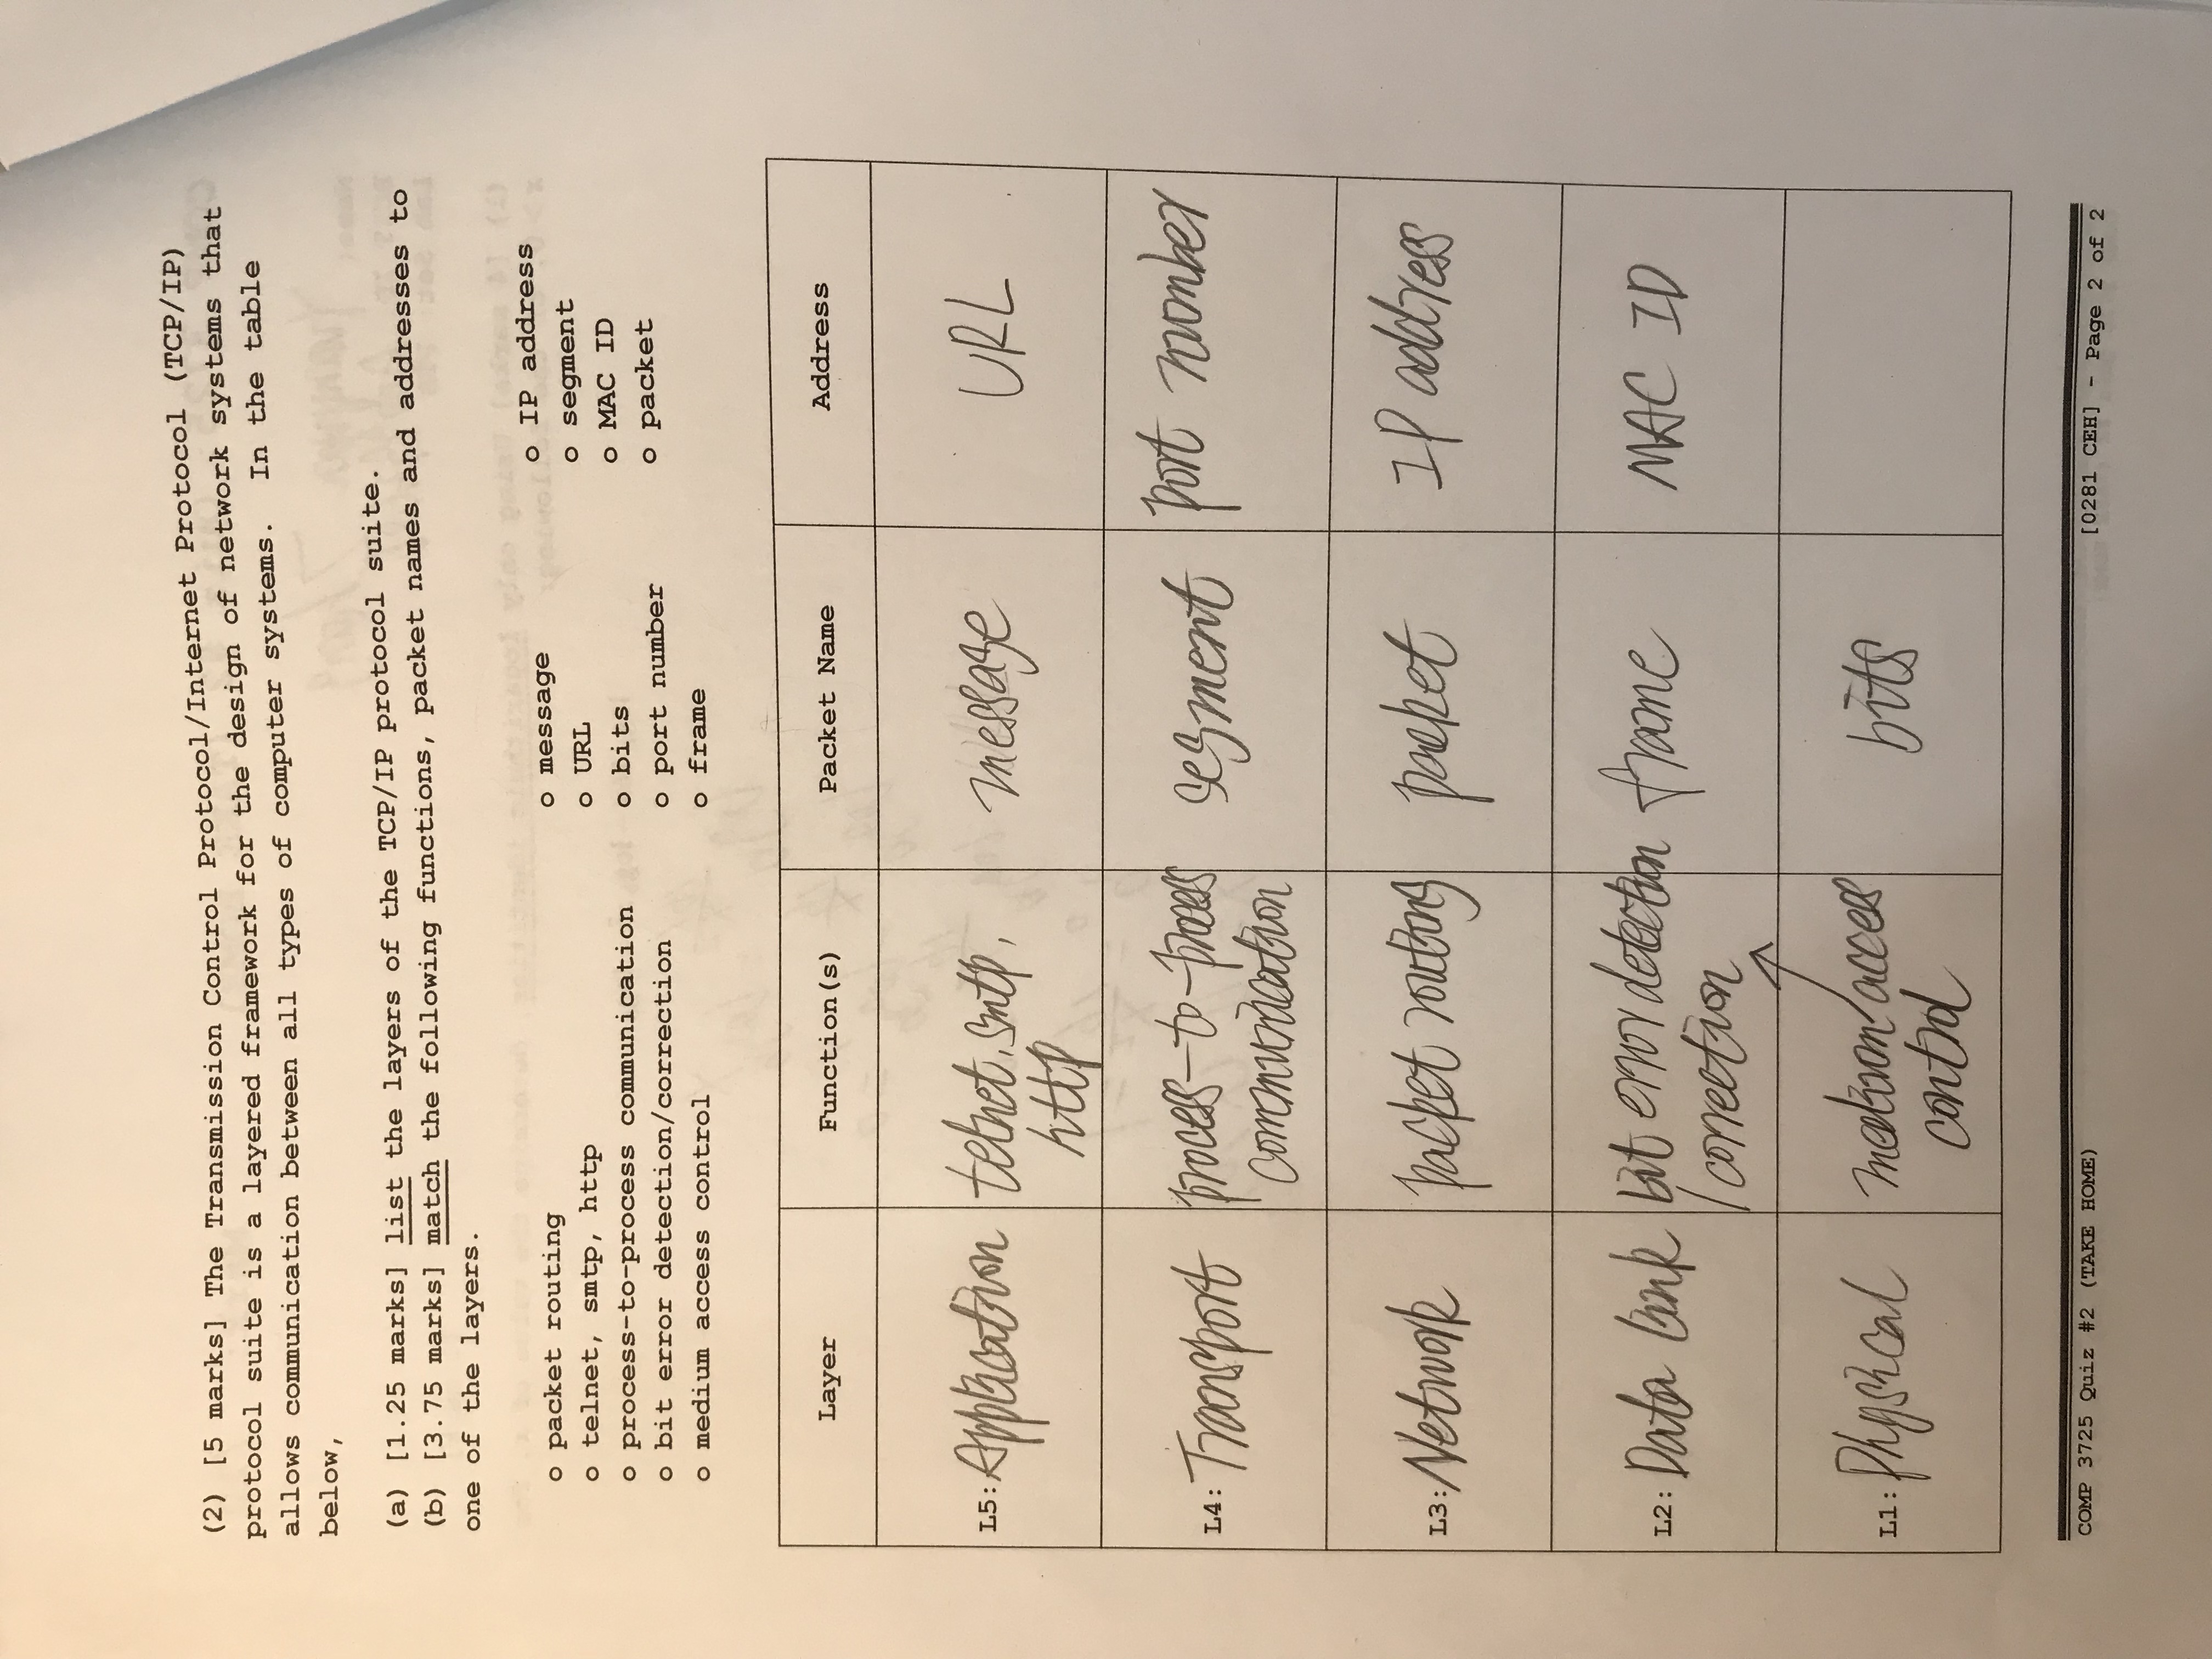 (2) [5 marks] The Transmission Control Protocol/Internet Protocol (TCP/IP)
protocol suite is a layered framework for the design of network systems that
allows communication between all types of computer systems. In the table
below,
(a) [1.25 marks] list the layers of the TCP/IP protocol suite.
(b) [3.75 marks] match the following functions, packet names and addresses to
one of the layers.
o packet routing
o telnet, smtp, http
o process-to-process communication
o bit error detection/correction
o medium access control
o message
o URL
o bits
o port number
o frame
o IP address
o segment
o MAC ID
o packet
Layer Function(s) Packet Name Address
L5: Application telnet, smtp, message URL
http
L4: Transport process-to-process segment port number
communication
L3: Network packet routing packet IP address
L2: Data link bit error detection frame MAC ID
/correction
L1: Physical medium access bits
control
COMP 3725 Quiz #2 (TAKE HOME) [0281 CEH] - Page 2 of 2